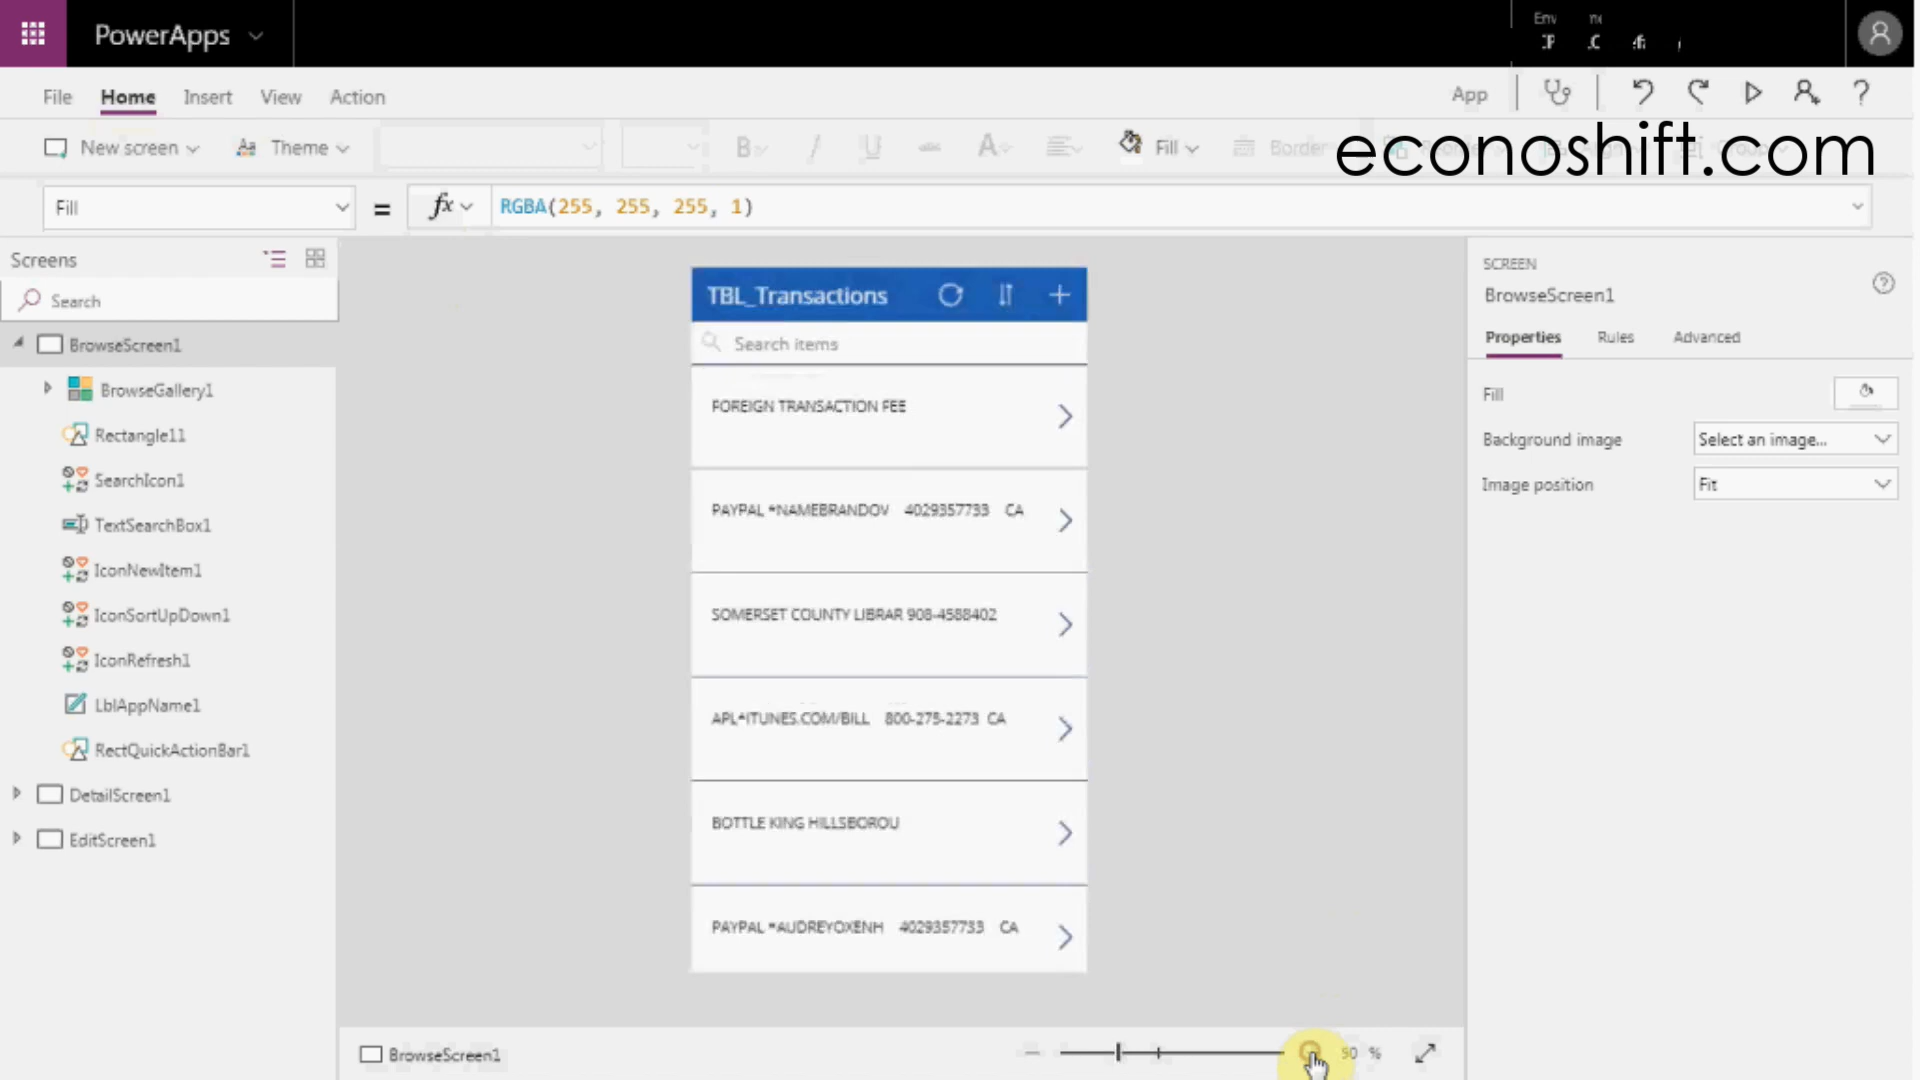 PowerApps
Env
File Home Insert View Action App
New screen Theme B / U abc A Fill Border
econoshift.com
Fill = fx RGBA(255, 255, 255, 1)
Screens
Search
BrowseScreen1
BrowseGallery1
Rectangle11
SearchIcon1
TextSearchBox1
IconNewItem1
IconSortUpDown1
IconRefresh1
LblAppName1
RectQuickActionBar1
DetailScreen1
EditScreen1
TBL_Transactions
Search items
FOREIGN TRANSACTION FEE
PAYPAL *NAMEBRANDOV 4029357733 CA
SOMERSET COUNTY LIBRAR 908-4588402
APL*ITUNES.COM/BILL 800-275-2273 CA
BOTTLE KING HILLSBOROU
PAYPAL *AUDREYOXENH 4029357733 CA
SCREEN
BrowseScreen1
Properties Rules Advanced
Fill
Background image Select an image...
Image position Fit
BrowseScreen1
50 %